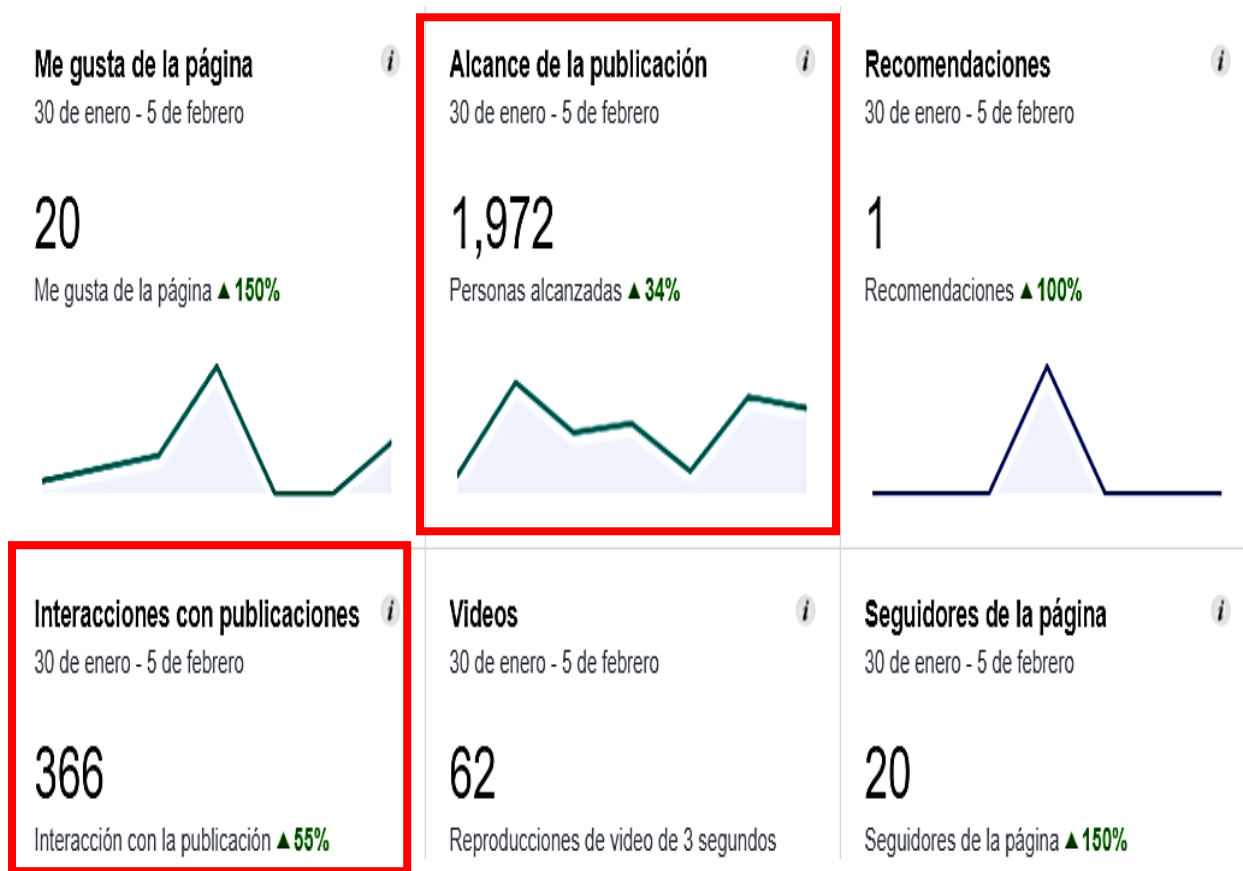 Me gusta de la página
30 de enero - 5 de febrero
20
Me gusta de la página ▲ 150%
Alcance de la publicación
30 de enero - 5 de febrero
1,972
Personas alcanzadas ▲ 34%
Recomendaciones
30 de enero - 5 de febrero
1
Recomendaciones ▲ 100%
Interacciones con publicaciones
30 de enero - 5 de febrero
366
Interacción con la publicación ▲ 55%
Videos
30 de enero - 5 de febrero
62
Reproducciones de video de 3 segundos
Seguidores de la página
30 de enero - 5 de febrero
20
Seguidores de la página ▲ 150%